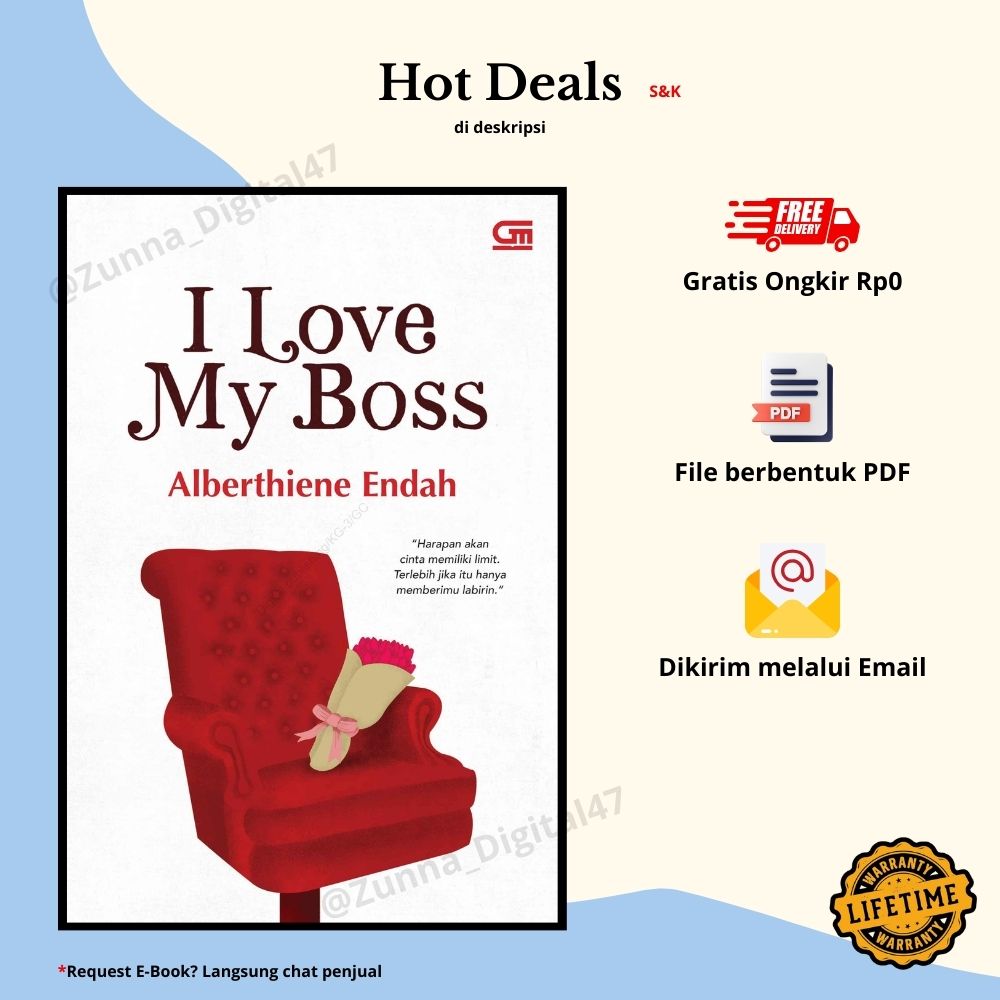 Hot Deals S&K
di deskripsi
@Zunna_Digital47
Gm
I Love
My Boss
Alberthiene Endah
"Harapan akan
cinta memiliki limit.
Terlebih jika itu hanya
memberimu labirin."
@Zunna_Digital47
FREE
DELIVERY
Gratis Ongkir Rp0
PDF
File berbentuk PDF
@
Dikirim melalui Email
WARRANTY
LIFETIME
WARRANTY
*Request E-Book? Langsung chat penjual